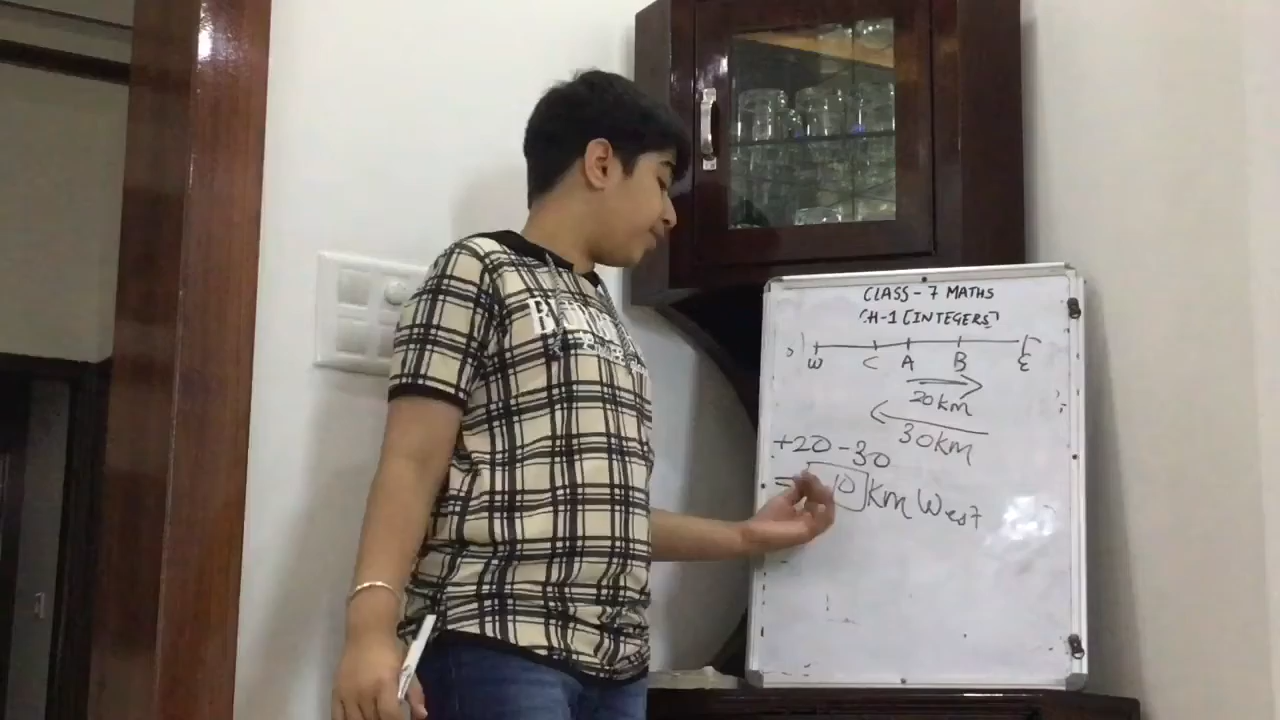 CLASS-7 MATHS
CH-1 [INTEGERS]
W C A B E
20km
30km
+20-30
10 Km West